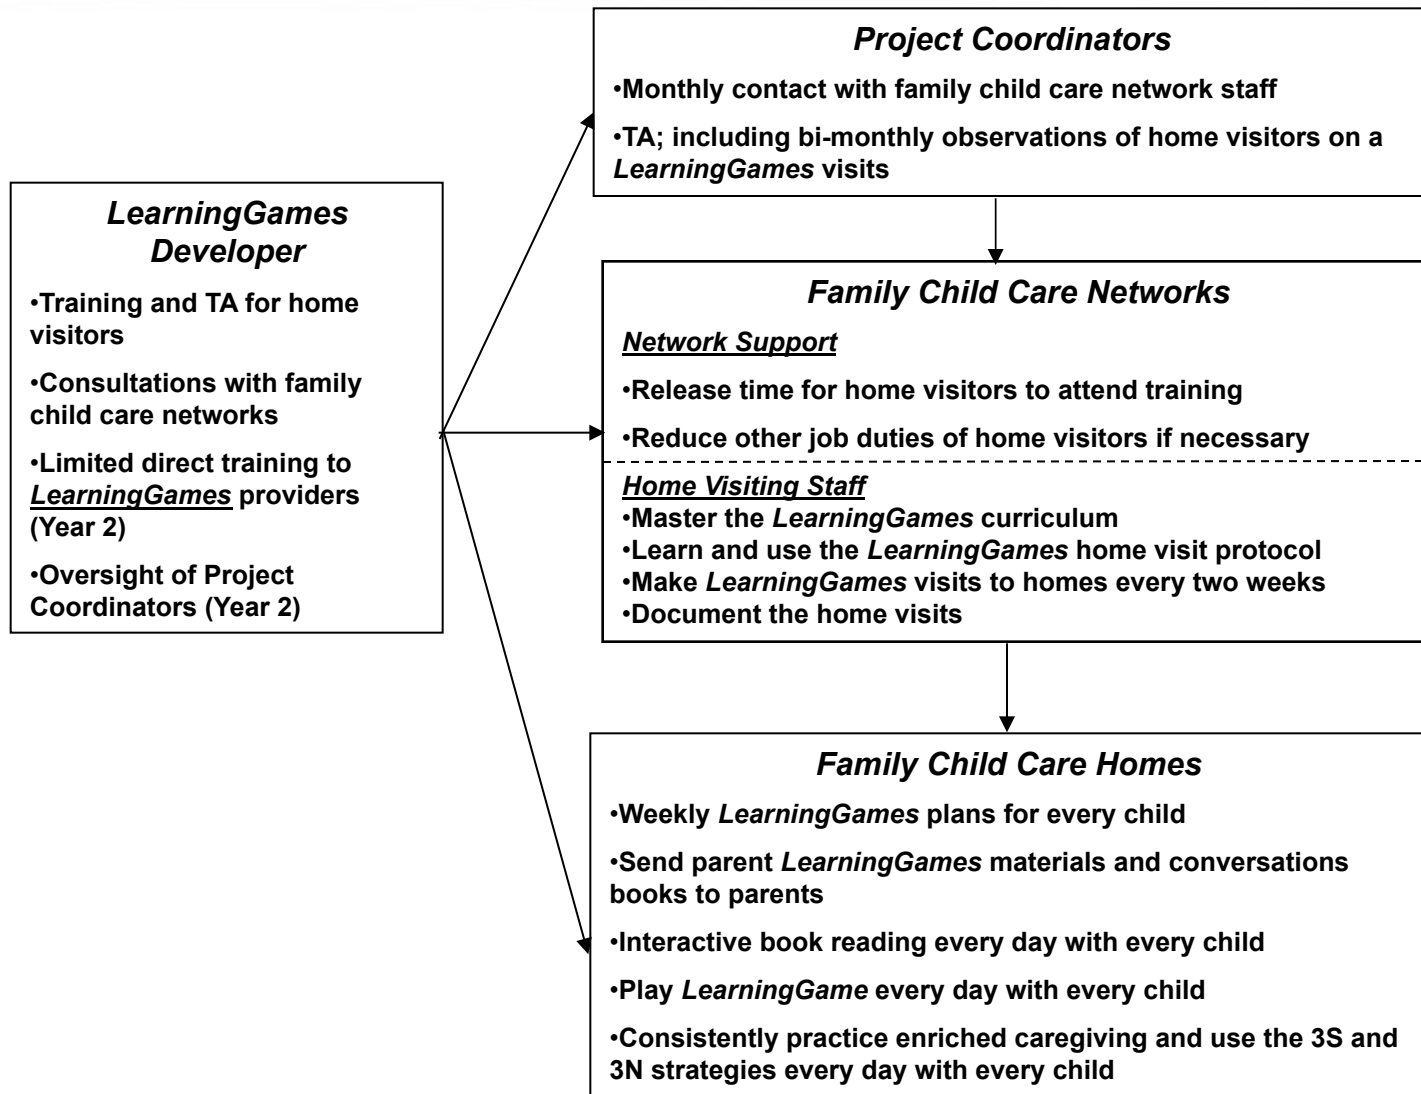 Project Coordinators
•Monthly contact with family child care network staff
•TA; including bi-monthly observations of home visitors on a
LearningGames visits
LearningGames
Developer
•Training and TA for home
visitors
•Consultations with family
child care networks
•Limited direct training to
LearningGames providers
(Year 2)
•Oversight of Project
Coordinators (Year 2)
Family Child Care Networks
Network Support
•Release time for home visitors to attend training
•Reduce other job duties of home visitors if necessary
Home Visiting Staff
•Master the LearningGames curriculum
•Learn and use the LearningGames home visit protocol
•Make LearningGames visits to homes every two weeks
•Document the home visits
Family Child Care Homes
•Weekly LearningGames plans for every child
•Send parent LearningGames materials and conversations
books to parents
•Interactive book reading every day with every child
•Play LearningGame every day with every child
•Consistently practice enriched caregiving and use the 3S and
3N strategies every day with every child